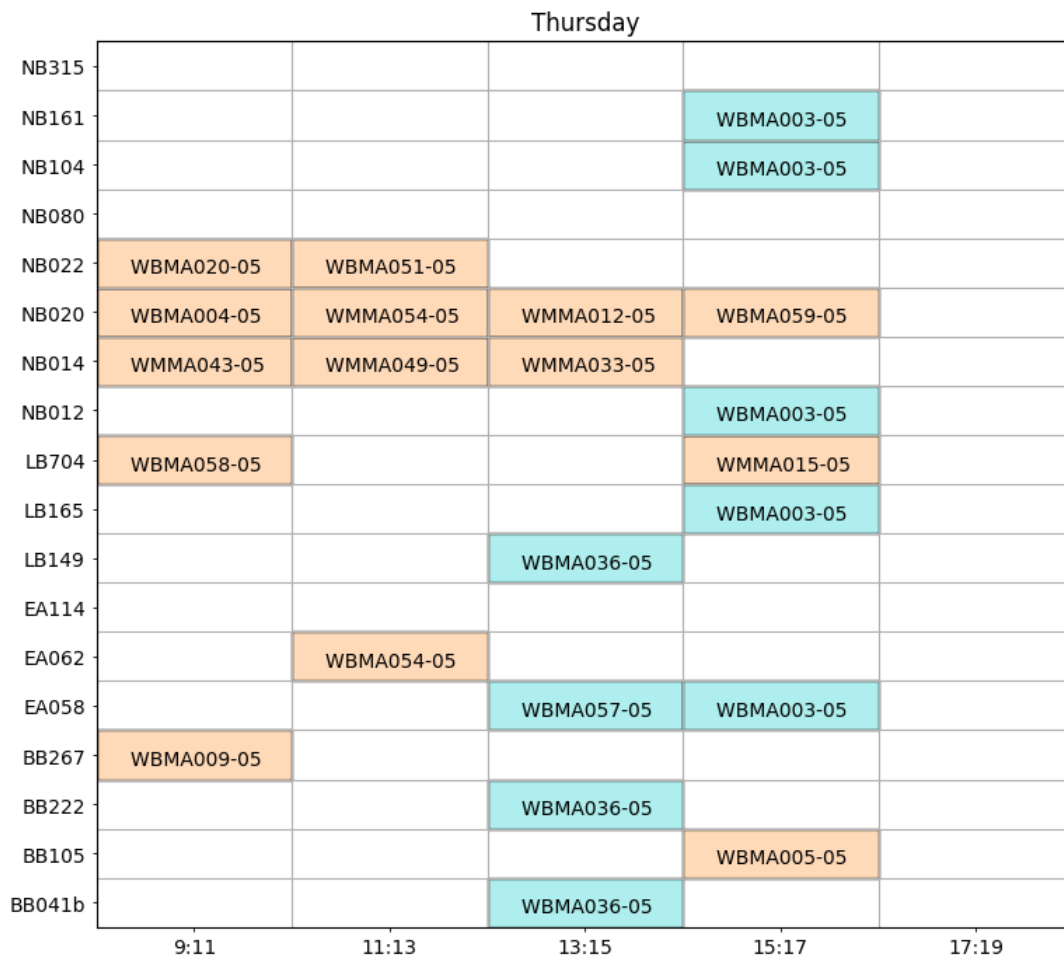 Thursday
NB315
NB161 WBMA003-05
NB104 WBMA003-05
NB080
NB022 WBMA020-05 WBMA051-05
NB020 WBMA004-05 WMMA054-05 WMMA012-05 WBMA059-05
NB014 WMMA043-05 WMMA049-05 WMMA033-05
NB012 WBMA003-05
LB704 WBMA058-05 WMMA015-05
LB165 WBMA003-05
LB149 WBMA036-05
EA114
EA062 WBMA054-05
EA058 WBMA057-05 WBMA003-05
BB267 WBMA009-05
BB222 WBMA036-05
BB105 WBMA005-05
BB041b WBMA036-05
9:11 11:13 13:15 15:17 17:19